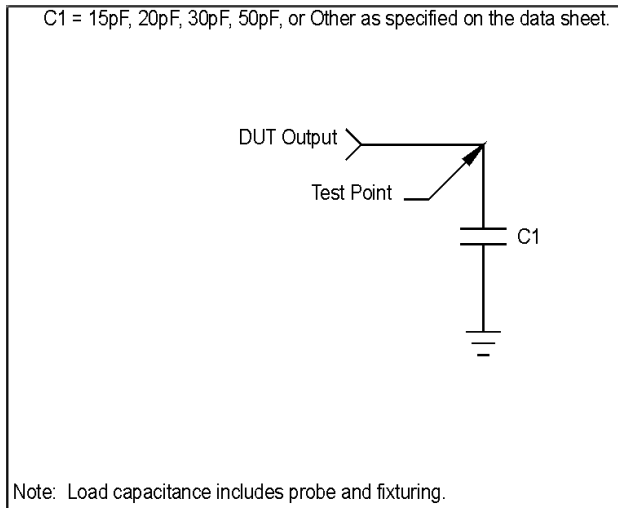 C1 = 15pF, 20pF, 30pF, 50pF, or Other as specified on the data sheet.
DUT Output
Test Point
C1
Note: Load capacitance includes probe and fixturing.